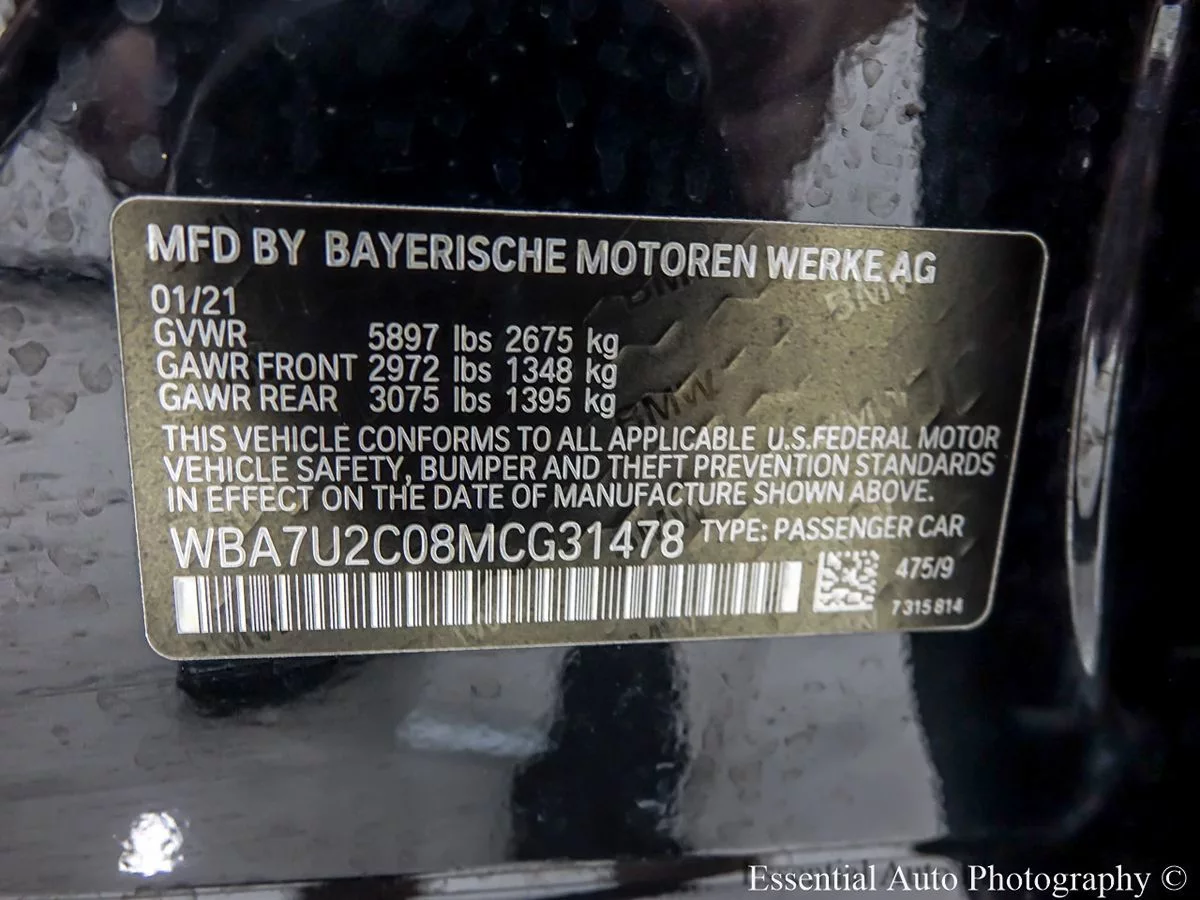 MFD BY BAYERISCHE MOTOREN WERKE AG
01/21
GVWR 5897 lbs 2675 kg
GAWR FRONT 2972 lbs 1348 kg
GAWR REAR 3075 lbs 1395 kg
THIS VEHICLE CONFORMS TO ALL APPLICABLE U.S.FEDERAL MOTOR
VEHICLE SAFETY, BUMPER AND THEFT PREVENTION STANDARDS
IN EFFECT ON THE DATE OF MANUFACTURE SHOWN ABOVE.
WBA7U2C08MCG31478 TYPE: PASSENGER CAR
475/9
7 315 814
Essential Auto Photography ©